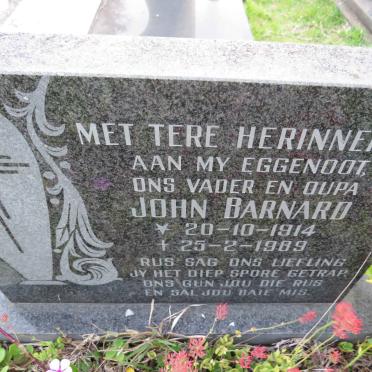 MET TERE HERINNE
AAN MY EGGENOOT,
ONS VADER EN OUPA
JOHN BARNARD
* 20-10-1914
+ 25-2-1989
RUS SAG ONS LIEFLING
JY HET DIEP SPORE GETRAP,
ONS GUN JOU DIE RUS
EN SAL JOU BAIE MIS.